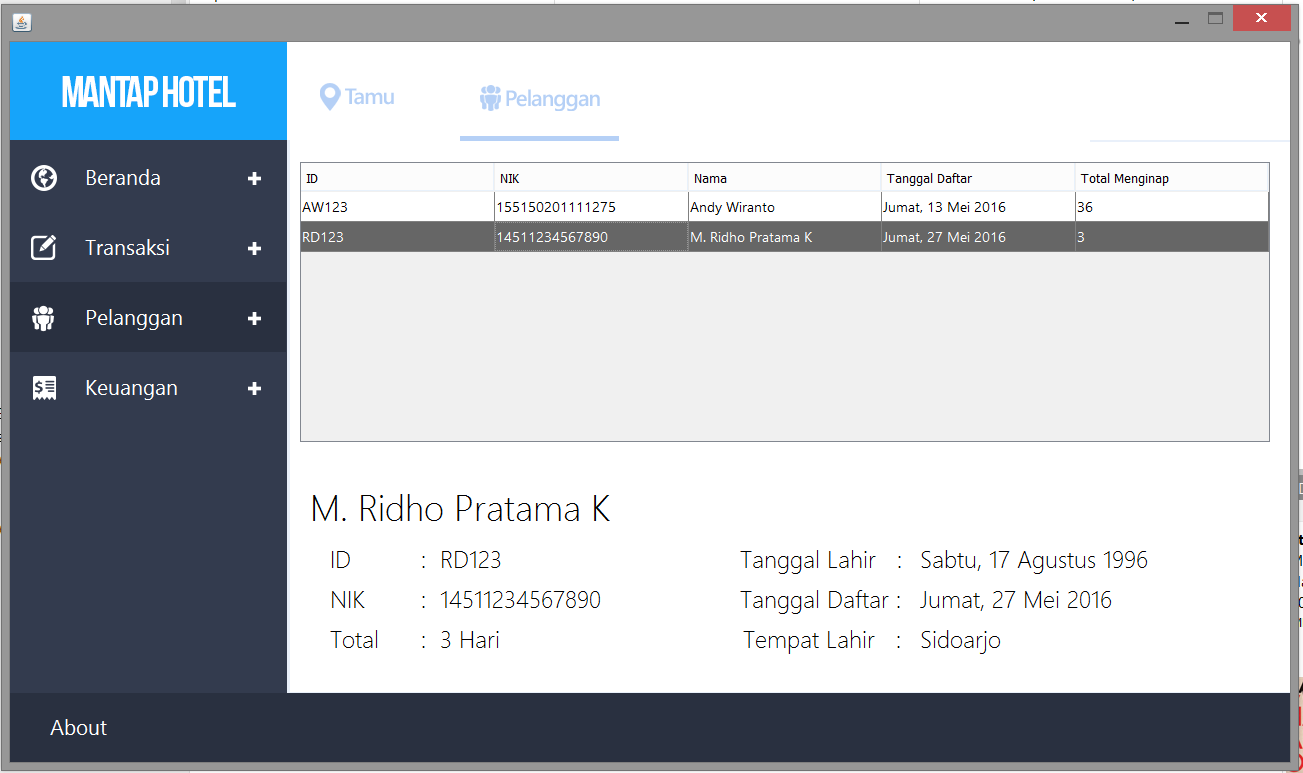 MANTAP HOTEL
Tamu
Pelanggan
Beranda +
Transaksi +
Pelanggan +
Keuangan +
ID NIK Nama Tanggal Daftar Total Menginap
AW123 155150201111275 Andy Wiranto Jumat, 13 Mei 2016 36
RD123 14511234567890 M. Ridho Pratama K Jumat, 27 Mei 2016 3
M. Ridho Pratama K
ID : RD123
NIK : 14511234567890
Total : 3 Hari
Tanggal Lahir : Sabtu, 17 Agustus 1996
Tanggal Daftar : Jumat, 27 Mei 2016
Tempat Lahir : Sidoarjo
About